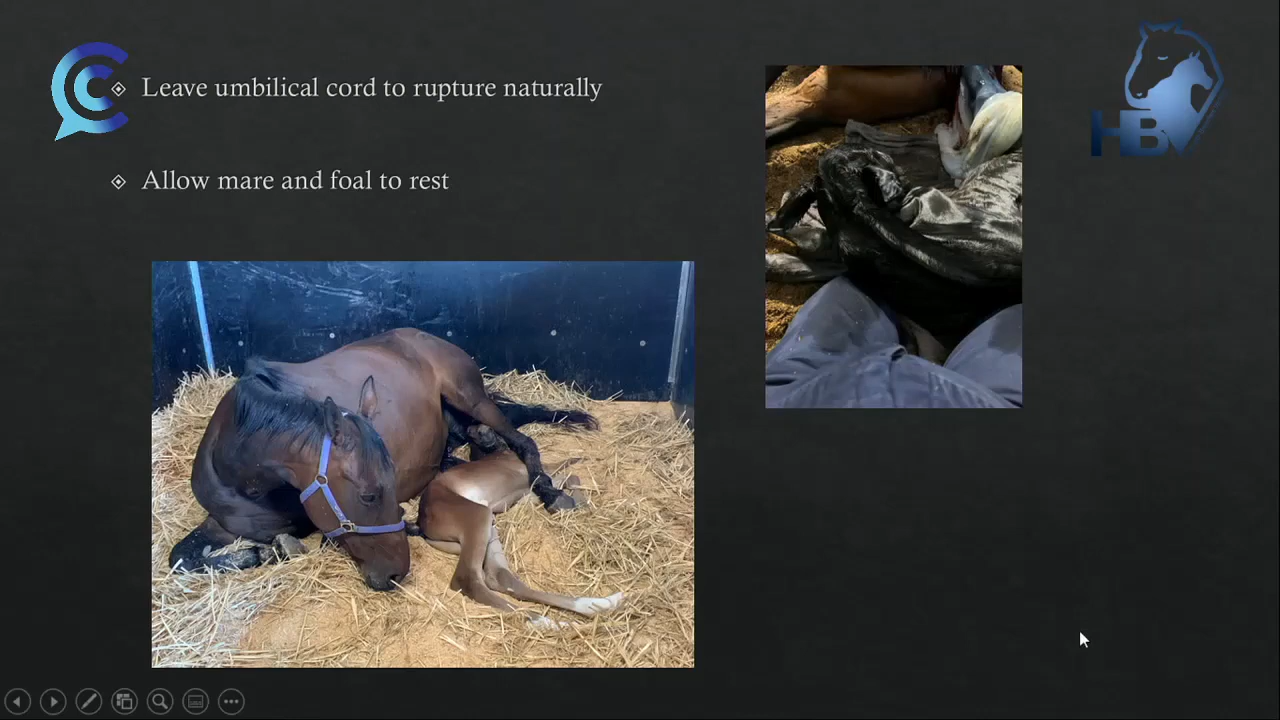 Leave umbilical cord to rupture naturally
Allow mare and foal to rest
HBV